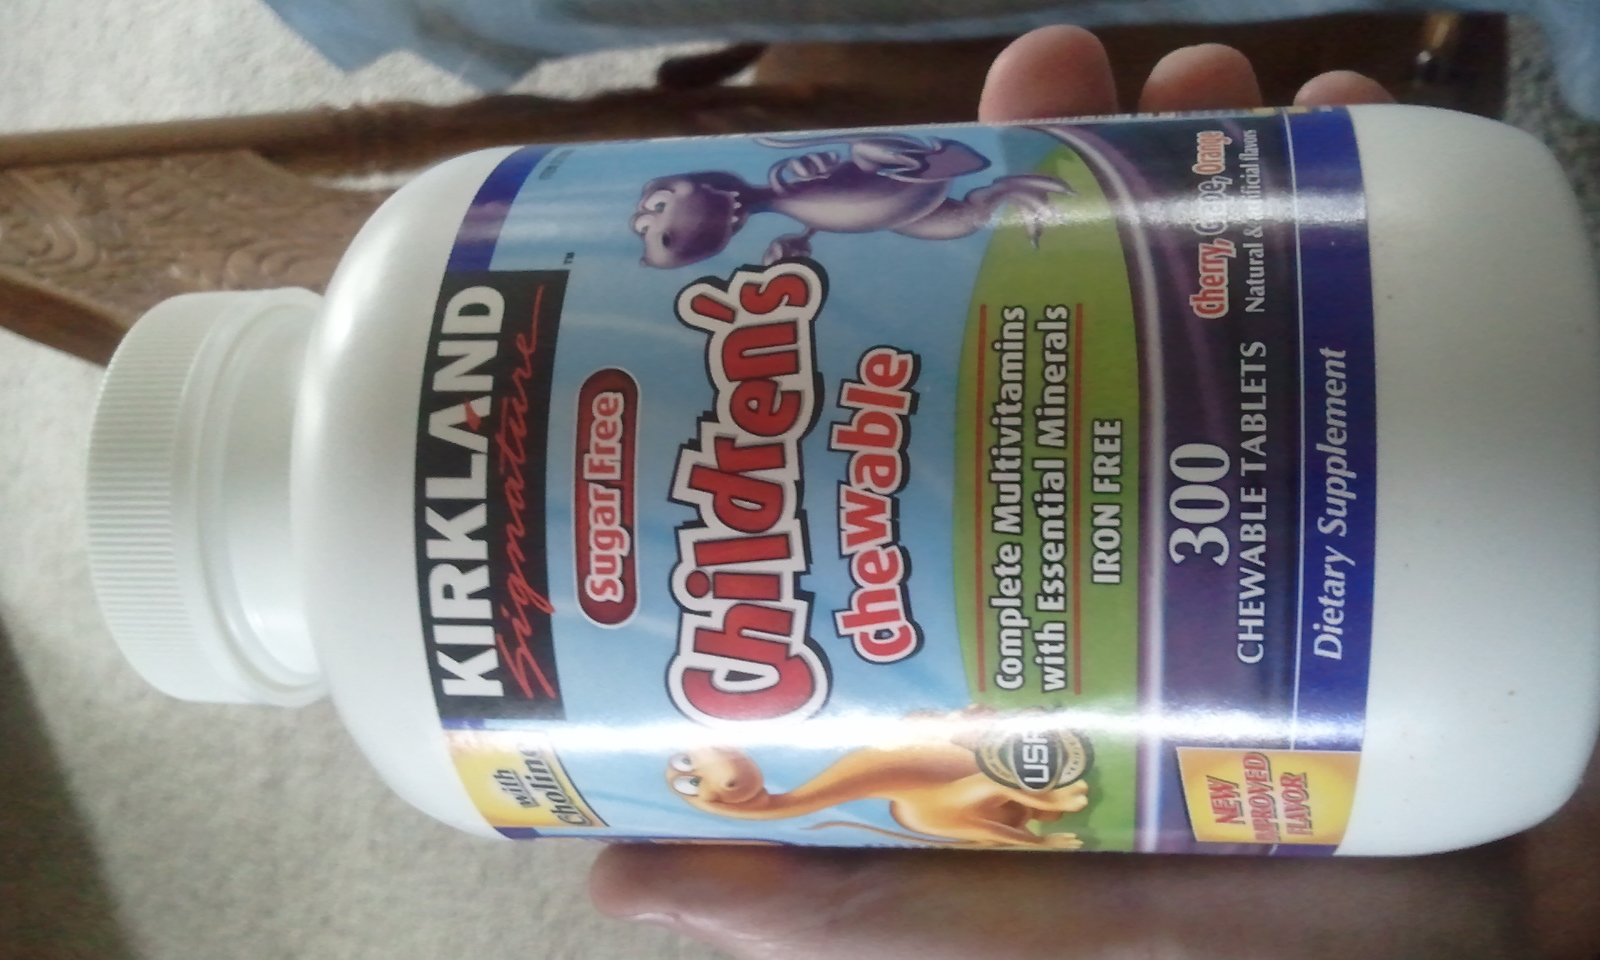 KIRKLAND
Signature™
with
Choline
Sugar Free
Children's
chewable
Complete Multivitamins
with Essential Minerals
IRON FREE
USP
300
CHEWABLE TABLETS
Cherry, Grape, Orange
Natural & artificial flavors
NEW
IMPROVED
FLAVOR
Dietary Supplement